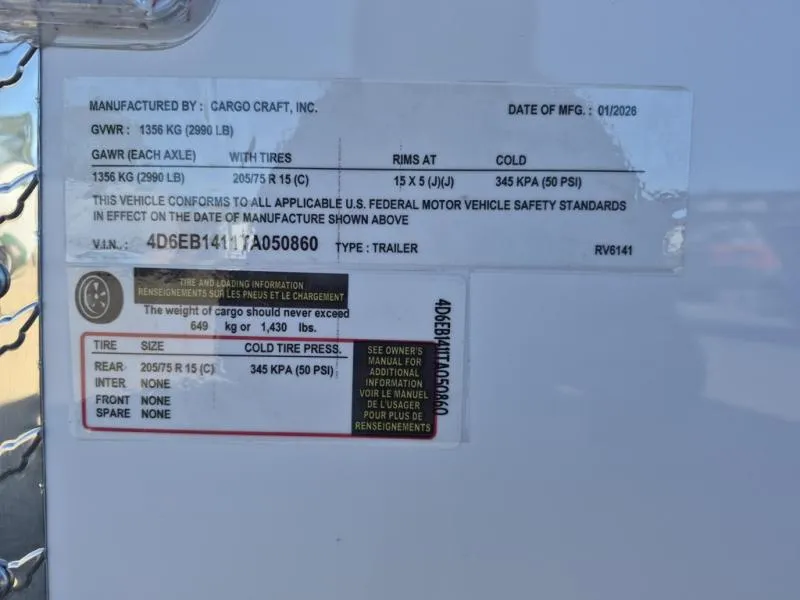 MANUFACTURED BY : CARGO CRAFT, INC. DATE OF MFG. : 01/2026
GVWR : 1356 KG (2990 LB)
GAWR (EACH AXLE) WITH TIRES RIMS AT COLD
1356 KG (2990 LB) 205/75 R 15 (C) 15 X 5 (J)(J) 345 KPA (50 PSI)
THIS VEHICLE CONFORMS TO ALL APPLICABLE U.S. FEDERAL MOTOR VEHICLE SAFETY STANDARDS
IN EFFECT ON THE DATE OF MANUFACTURE SHOWN ABOVE
V.I.N.. : 4D6EB1411TA050860 TYPE : TRAILER RV6141
TIRE AND LOADING INFORMATION
RENSEIGNEMENTS SUR LES PNEUS ET LE CHARGEMENT
The weight of cargo should never exceed
649 kg or 1,430 lbs.
TIRE SIZE COLD TIRE PRESS.
REAR 205/75 R 15 (C) 345 KPA (50 PSI)
INTER NONE
FRONT NONE
SPARE NONE
SEE OWNER'S
MANUAL FOR
ADDITIONAL
INFORMATION
VOIR LE MANUEL
DE L'USAGER
POUR PLUS DE
RENSEIGNEMENTS
4D6EB1411TA050860